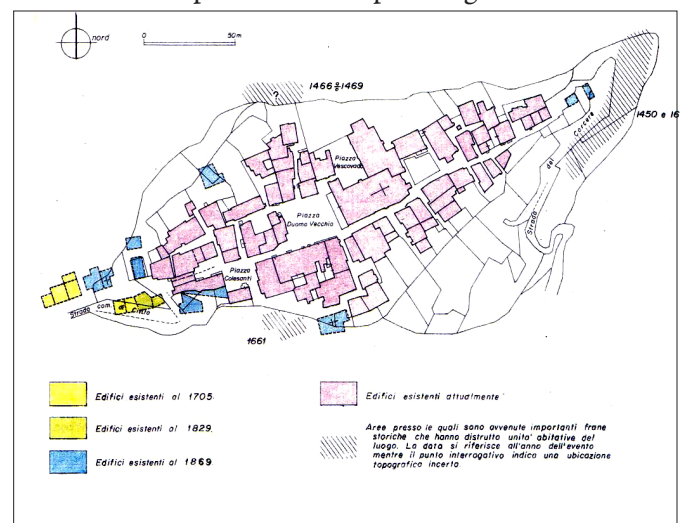 nord
0 50m
1466 e 1469
?
1450 e 16
Piazza
Vescovado
Piazza
Duomo Vecchio
Piazza
Colesanti
Strada del Carcere
Strada com. Civita
1661
Edifici esistenti al 1705.
Edifici esistenti al 1829.
Edifici esistenti al 1869.
Edifici esistenti attualmente
Aree presso le quali sono avvenute importanti frane
storiche che hanno distrutto unita' abitative del
luogo. La data si riferisce all'anno dell'evento
mentre il punto interrogativo indica una ubicazione
topografica incerta